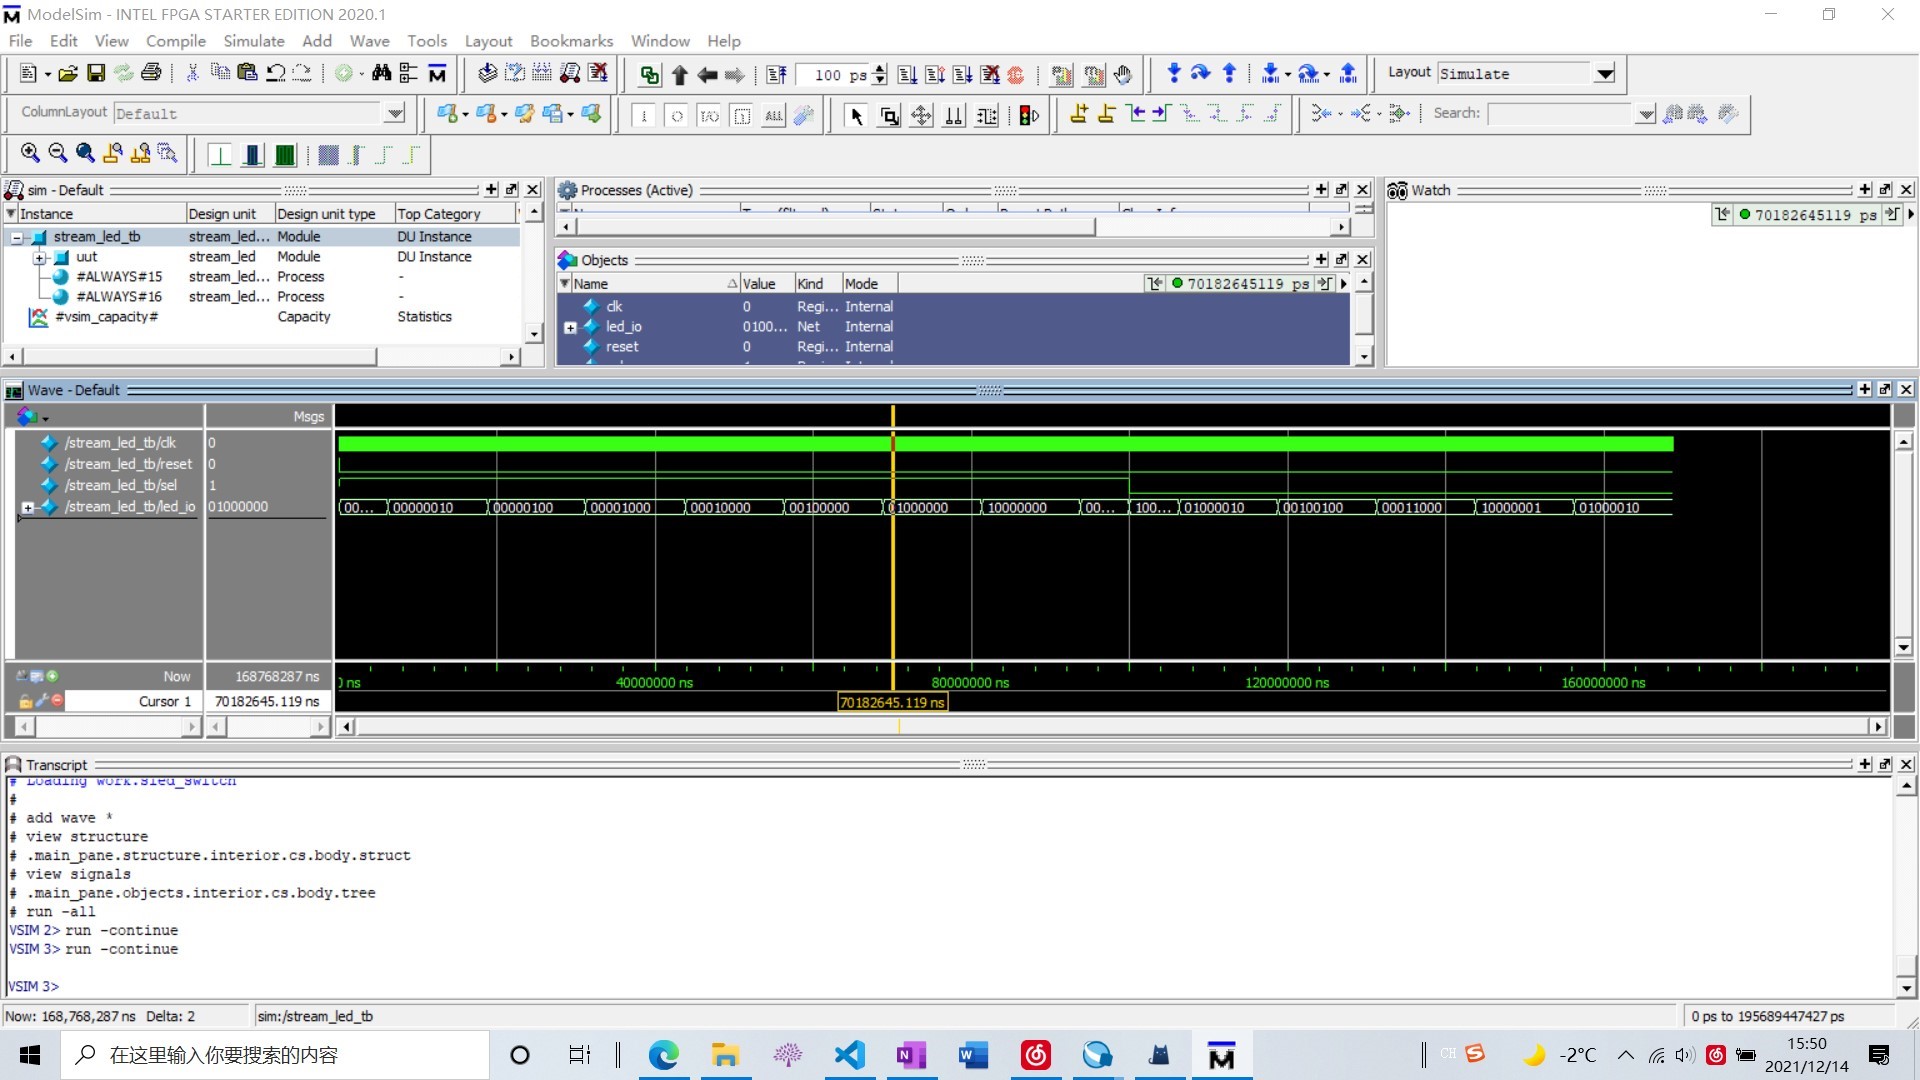 ModelSim - INTEL FPGA STARTER EDITION 2020.1
File Edit View Compile Simulate Add Wave Tools Layout Bookmarks Window Help
100 ps
Layout Simulate
ColumnLayout Default
ALL
Search:
sim - Default
Instance Design unit Design unit type Top Category
stream_led_tb stream_led... Module DU Instance
uut stream_led Module DU Instance
#ALWAYS#15 stream_led... Process -
#ALWAYS#16 stream_led... Process -
#vsim_capacity# Capacity Statistics
Processes (Active)
Objects
Name Value Kind Mode
70182645119 ps
clk 0 Regi... Internal
led_io 0100... Net Internal
reset 0 Regi... Internal
Watch
70182645119 ps
Wave - Default
Msgs
/stream_led_tb/clk 0
/stream_led_tb/reset 0
/stream_led_tb/sel 1
/stream_led_tb/led_io 01000000
00... 00000010 00000100 00001000 00010000 00100000 01000000 10000000 00... 100... 01000010 00100100 00011000 10000001 01000010
Now 168768287 ns
Cursor 1 70182645.119 ns
40000000 ns 80000000 ns 120000000 ns 160000000 ns
70182645.119 ns
Transcript
# Loading work.sled_switch
#
# add wave *
# view structure
# .main_pane.structure.interior.cs.body.struct
# view signals
# .main_pane.objects.interior.cs.body.tree
# run -all
VSIM 2> run -continue
VSIM 3> run -continue
VSIM 3>
Now: 168,768,287 ns Delta: 2 sim:/stream_led_tb 0 ps to 195689447427 ps
在这里输入你要搜索的内容
CH
-2°C
15:50
2021/12/14